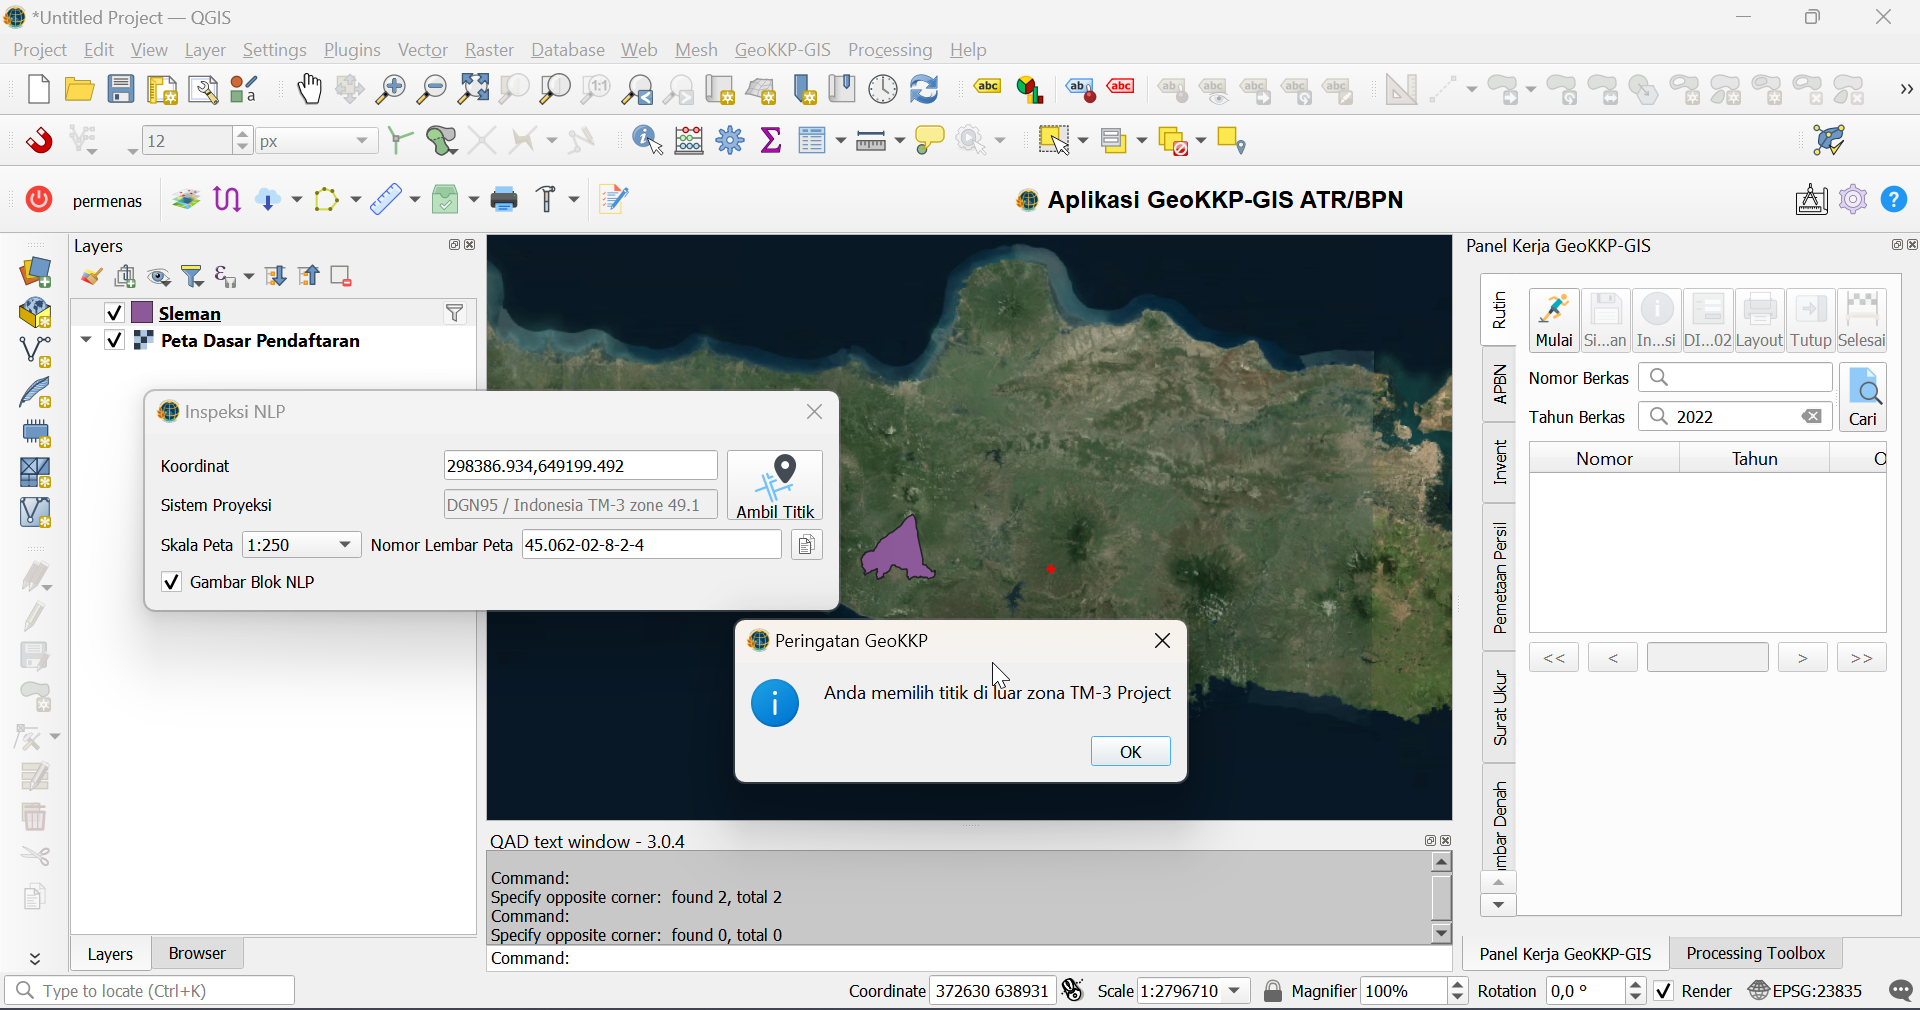 *Untitled Project — QGIS
Project Edit View Layer Settings Plugins Vector Raster Database Web Mesh GeoKKP-GIS Processing Help
12 px
permenas
Aplikasi GeoKKP-GIS ATR/BPN
Layers
Sleman
Peta Dasar Pendaftaran
Inspeksi NLP
Koordinat 298386.934,649199.492
Sistem Proyeksi DGN95 / Indonesia TM-3 zone 49.1
Ambil Titik
Skala Peta 1:250 Nomor Lembar Peta 45.062-02-8-2-4
Gambar Blok NLP
Peringatan GeoKKP
Anda memilih titik di luar zona TM-3 Project
OK
QAD text window - 3.0.4
Command:
Specify opposite corner: found 2, total 2
Command:
Specify opposite corner: found 0, total 0
Command:
Panel Kerja GeoKKP-GIS
Rutin
APBN
Invent
Pemetaan Persil
Surat Ukur
mbar Denah
Mulai Si...an In...si DI...02 Layout Tutup Selesai
Nomor Berkas
Tahun Berkas 2022
Cari
Nomor Tahun O
<< < > >>
Layers Browser
Panel Kerja GeoKKP-GIS Processing Toolbox
Type to locate (Ctrl+K)
Coordinate 372630 638931 Scale 1:2796710 Magnifier 100% Rotation 0,0 ° Render EPSG:23835